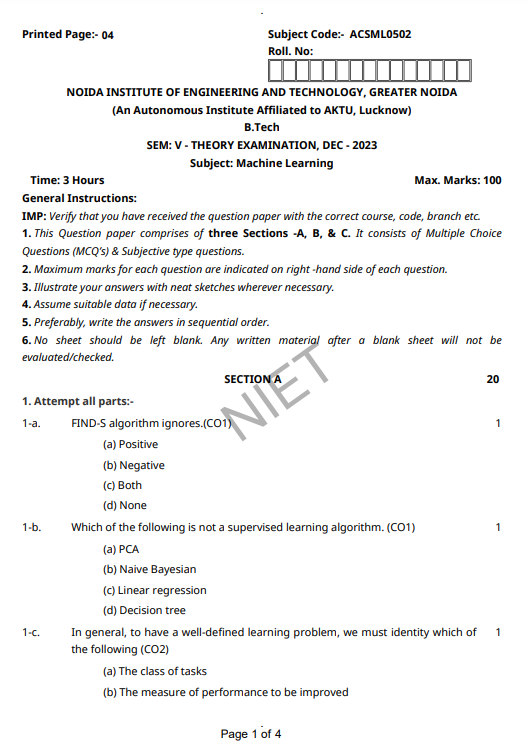 Printed Page:- 04 Subject Code:- ACSML0502
Roll. No:
NOIDA INSTITUTE OF ENGINEERING AND TECHNOLOGY, GREATER NOIDA
(An Autonomous Institute Affiliated to AKTU, Lucknow)
B.Tech
SEM: V - THEORY EXAMINATION, DEC - 2023
Subject: Machine Learning
Time: 3 Hours Max. Marks: 100
General Instructions:
IMP: Verify that you have received the question paper with the correct course, code, branch etc.
1. This Question paper comprises of three Sections -A, B, & C. It consists of Multiple Choice
Questions (MCQ's) & Subjective type questions.
2. Maximum marks for each question are indicated on right -hand side of each question.
3. Illustrate your answers with neat sketches wherever necessary.
4. Assume suitable data if necessary.
5. Preferably, write the answers in sequential order.
6. No sheet should be left blank. Any written material after a blank sheet will not be
evaluated/checked.
SECTION A 20
NIET
1. Attempt all parts:-
1-a. FIND-S algorithm ignores.(CO1) 1
(a) Positive
(b) Negative
(c) Both
(d) None
1-b. Which of the following is not a supervised learning algorithm. (CO1) 1
(a) PCA
(b) Naive Bayesian
(c) Linear regression
(d) Decision tree
1-c. In general, to have a well-defined learning problem, we must identity which of 1
the following (CO2)
(a) The class of tasks
(b) The measure of performance to be improved
Page 1 of 4